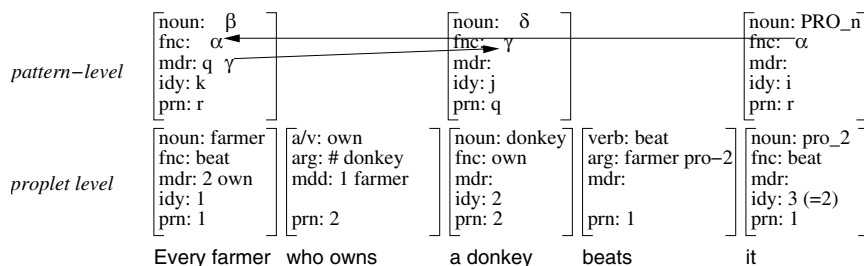 noun: β noun: δ noun: PRO_n
fnc: α fnc: γ fnc: α
pattern−level mdr: q γ mdr: mdr:
idy: k idy: j idy: i
prn: r prn: q prn: r
noun: farmer a/v: own noun: donkey verb: beat noun: pro_2
fnc: beat arg: # donkey fnc: own arg: farmer pro−2 fnc: beat
proplet level mdr: 2 own mdd: 1 farmer mdr: mdr: mdr:
idy: 1 idy: 2 idy: 3 (=2)
prn: 1 prn: 2 prn: 2 prn: 1 prn: 1
Every farmer who owns a donkey beats it